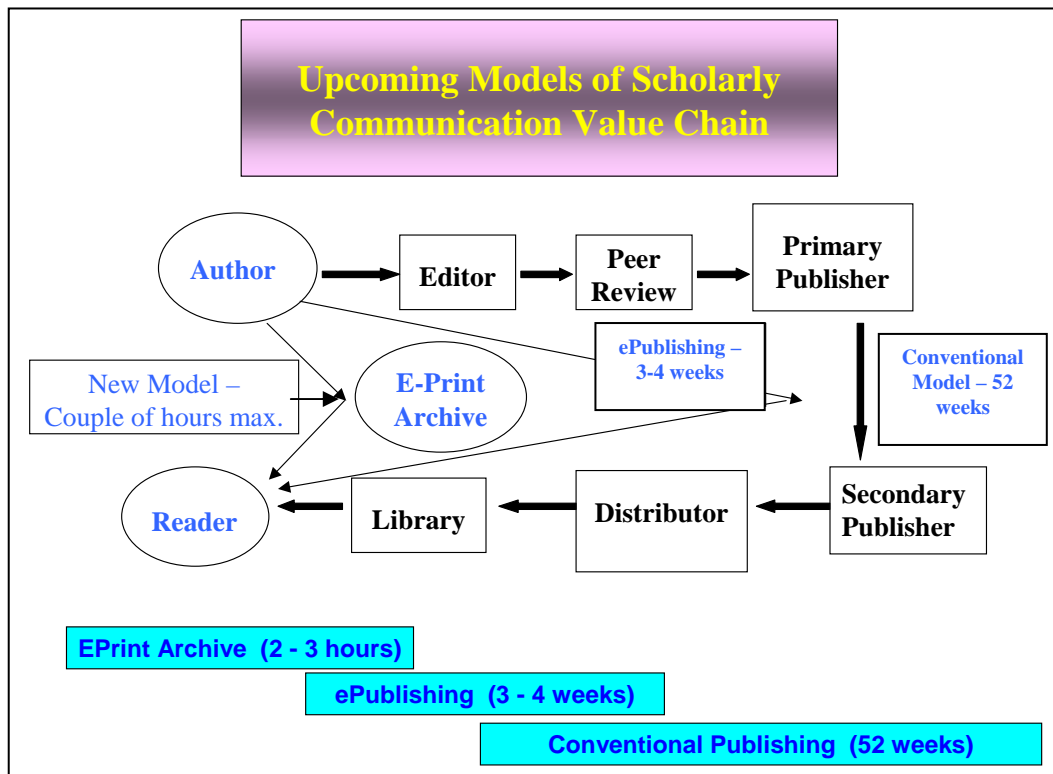 Upcoming Models of Scholarly
Communication Value Chain
Author
Editor
Peer
Review
Primary
Publisher
New Model –
Couple of hours max.
E-Print
Archive
ePublishing –
3-4 weeks
Conventional
Model – 52
weeks
Reader
Library
Distributor
Secondary
Publisher
EPrint Archive (2 - 3 hours)
ePublishing (3 - 4 weeks)
Conventional Publishing (52 weeks)